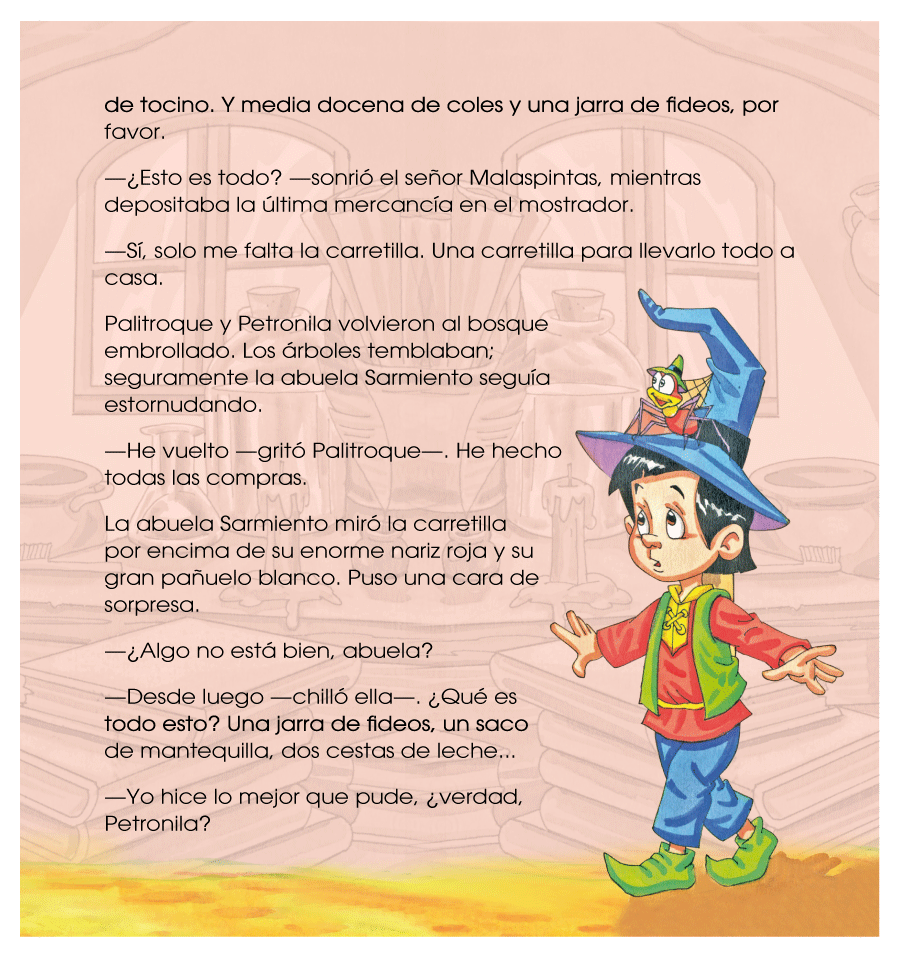 de tocino. Y media docena de coles y una jarra de fideos, por
favor.
—¿Esto es todo? —sonrió el señor Malaspintas, mientras
depositaba la última mercancía en el mostrador.
—Sí, solo me falta la carretilla. Una carretilla para llevarlo todo a
casa.
Palitroque y Petronila volvieron al bosque
embrollado. Los árboles temblaban;
seguramente la abuela Sarmiento seguía
estornudando.
—He vuelto —gritó Palitroque—. He hecho
todas las compras.
La abuela Sarmiento miró la carretilla
por encima de su enorme nariz roja y su
gran pañuelo blanco. Puso una cara de
sorpresa.
—¿Algo no está bien, abuela?
—Desde luego —chilló ella—. ¿Qué es
todo esto? Una jarra de fideos, un saco
de mantequilla, dos cestas de leche...
—Yo hice lo mejor que pude, ¿verdad,
Petronila?